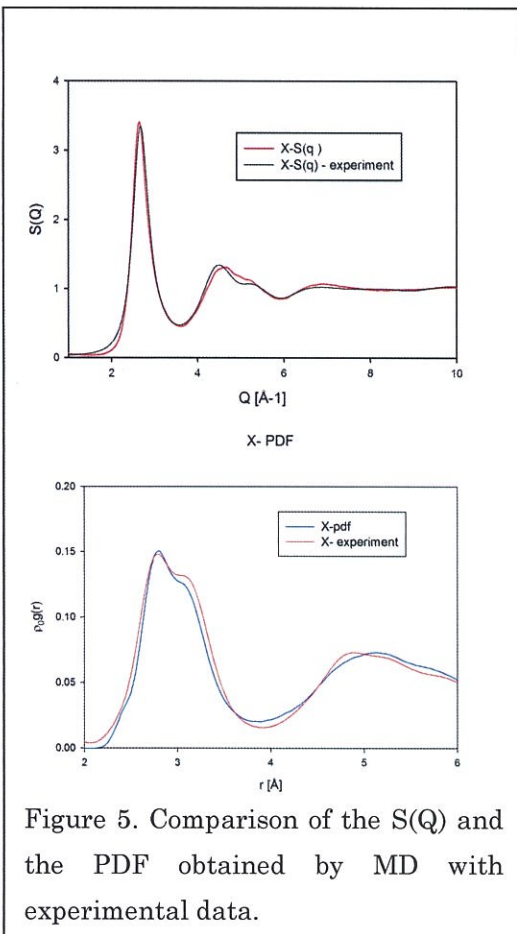 4
3
2
1
0
S(Q)
X-S(q )
X-S(q) - experiment
2
4
6
8
10
Q [Å-1]
X- PDF
0.20
0.15
0.10
0.05
0.00
ρ₀g(r)
X-pdf
X- experiment
2
3
4
5
6
r [Å]
Figure 5. Comparison of the S(Q) and
the PDF obtained by MD with
experimental data.